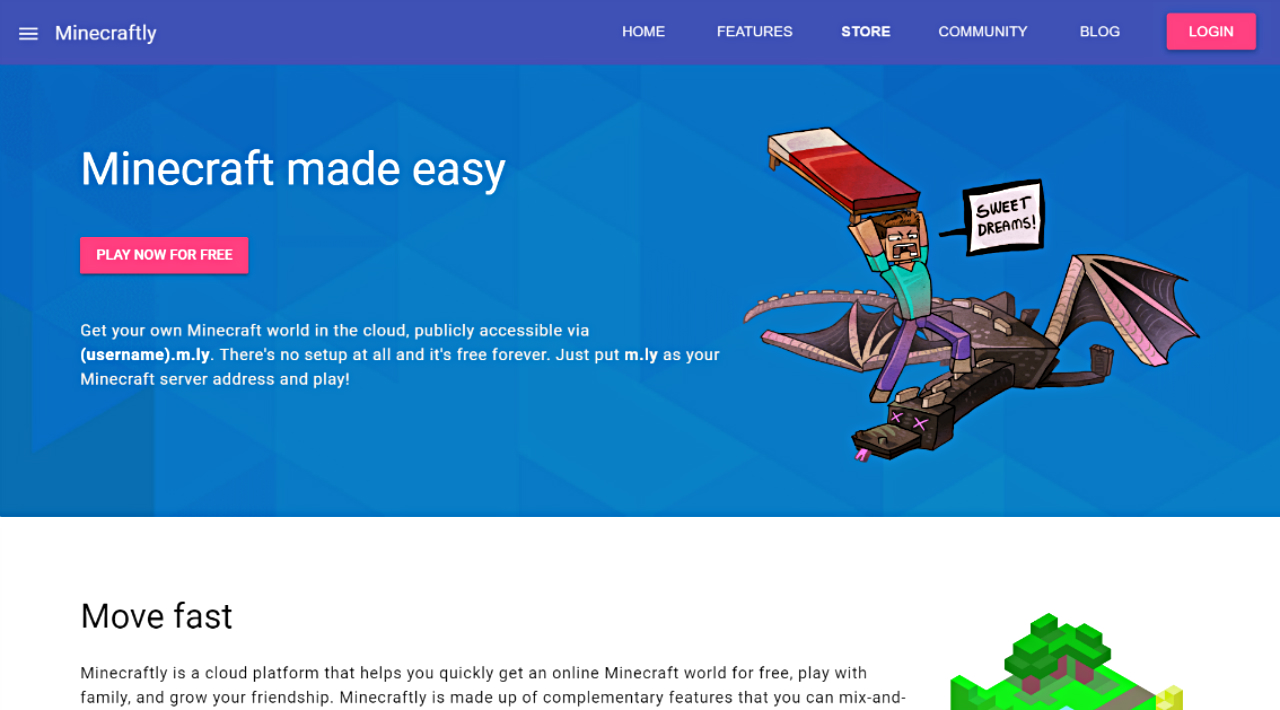 Minecraftly
HOME
FEATURES
STORE
COMMUNITY
BLOG
LOGIN
Minecraft made easy
PLAY NOW FOR FREE
Get your own Minecraft world in the cloud, publicly accessible via
(username).m.ly. There's no setup at all and it's free forever. Just put m.ly as your
Minecraft server address and play!
SWEET
DREAMS!
Move fast
Minecraftly is a cloud platform that helps you quickly get an online Minecraft world for free, play with
family, and grow your friendship. Minecraftly is made up of complementary features that you can mix-and-